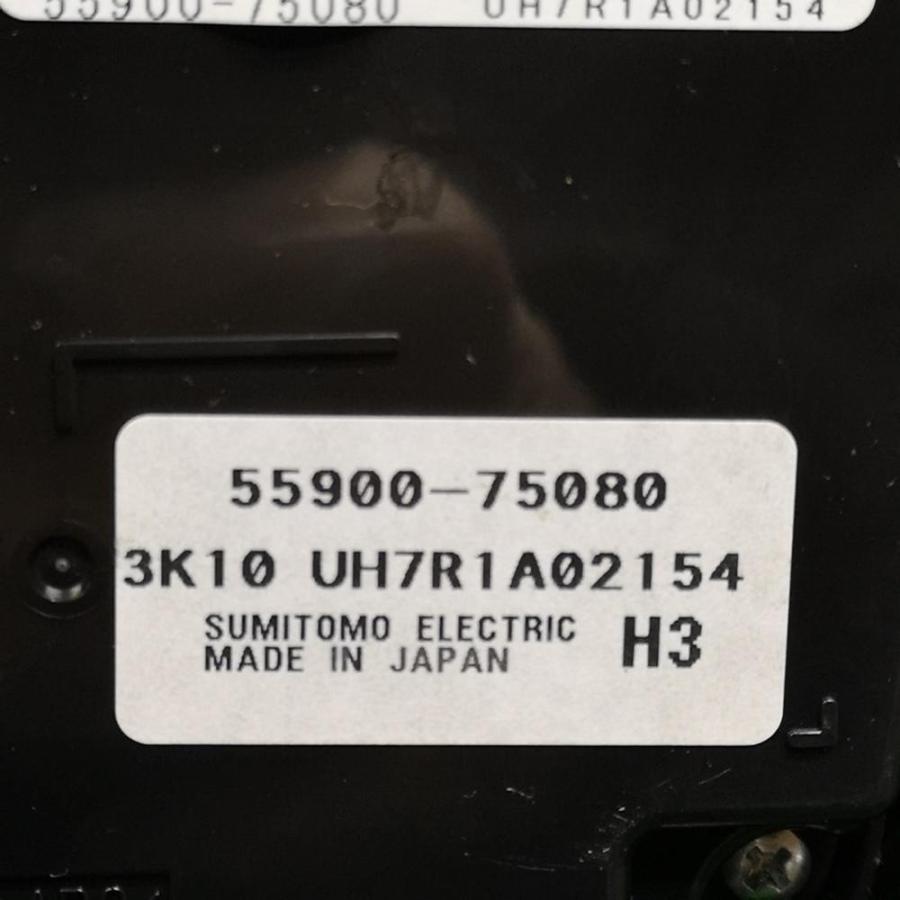 55900-75080 UH7R1A02154
55900-75080
3K10 UH7R1A02154
SUMITOMO ELECTRIC H3
MADE IN JAPAN